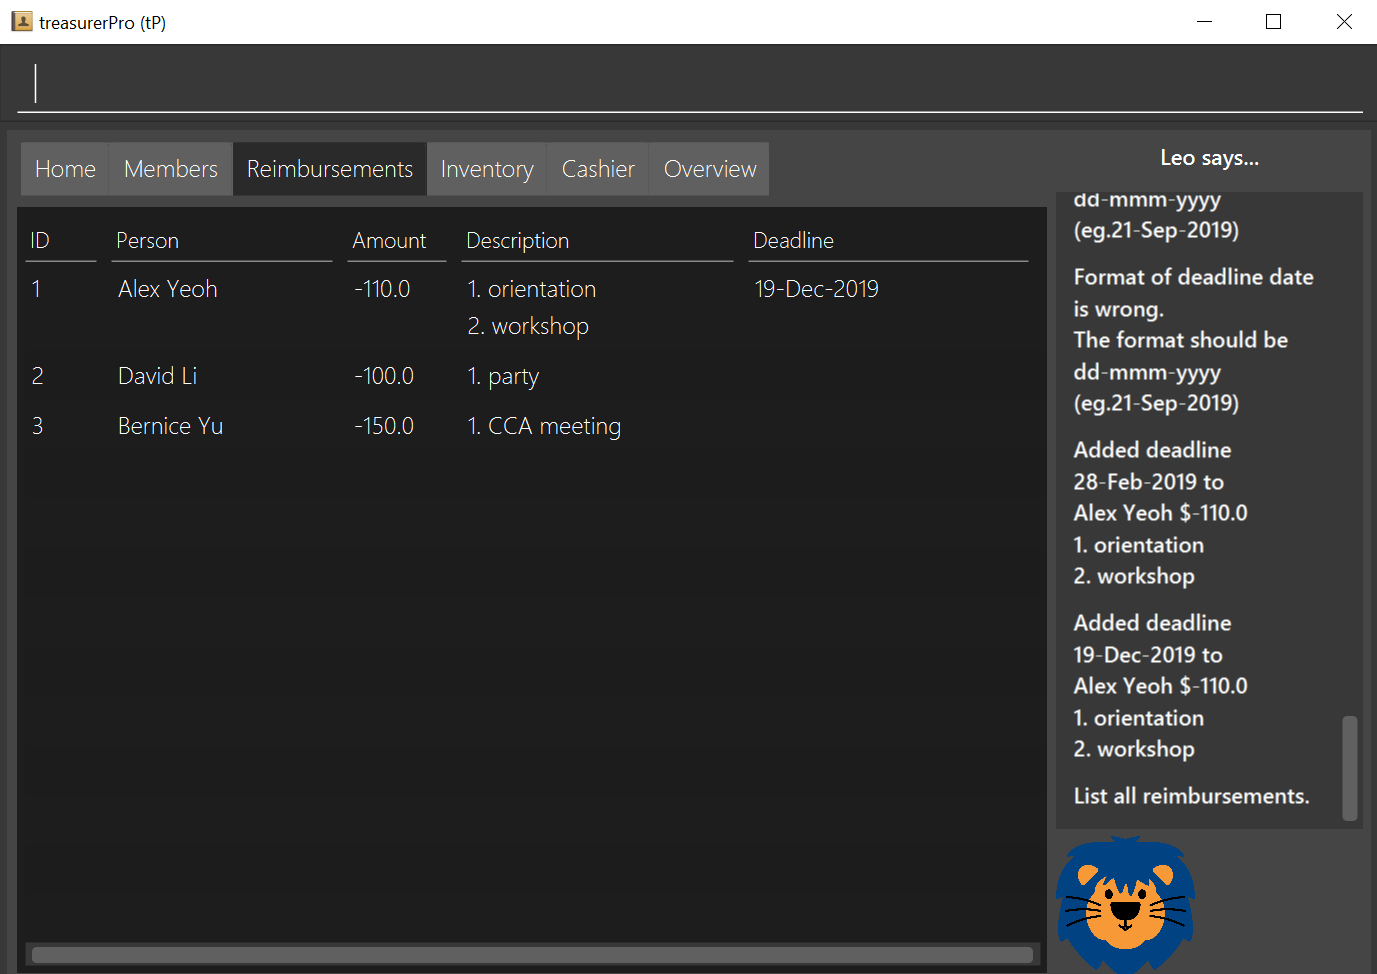 treasurerPro (tP)
Home Members Reimbursements Inventory Cashier Overview
ID Person Amount Description Deadline
1 Alex Yeoh -110.0 1. orientation 19-Dec-2019
2. workshop
2 David Li -100.0 1. party
3 Bernice Yu -150.0 1. CCA meeting
Leo says...
dd-mmm-yyyy
(eg.21-Sep-2019)
Format of deadline date
is wrong.
The format should be
dd-mmm-yyyy
(eg.21-Sep-2019)
Added deadline
28-Feb-2019 to
Alex Yeoh $-110.0
1. orientation
2. workshop
Added deadline
19-Dec-2019 to
Alex Yeoh $-110.0
1. orientation
2. workshop
List all reimbursements.